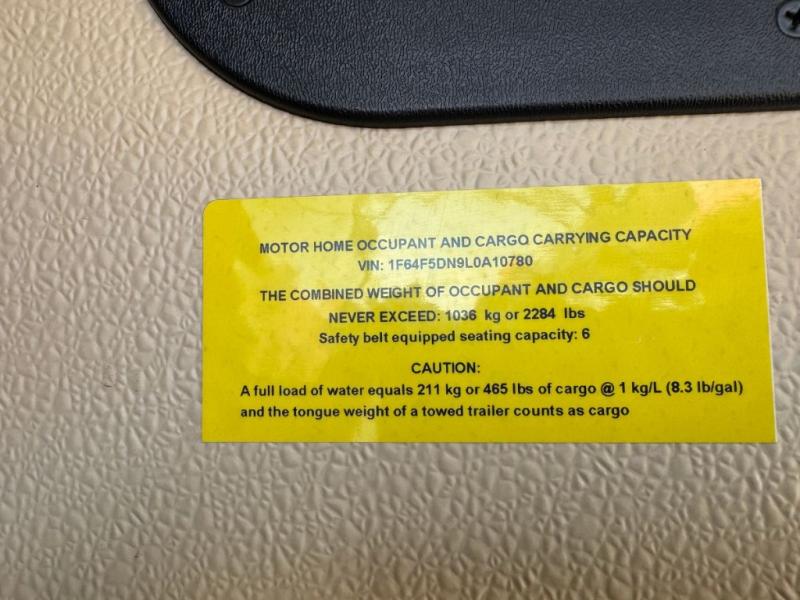 MOTOR HOME OCCUPANT AND CARGO CARRYING CAPACITY
VIN: 1F64F5DN9L0A10780
THE COMBINED WEIGHT OF OCCUPANT AND CARGO SHOULD
NEVER EXCEED: 1036 kg or 2284 lbs
Safety belt equipped seating capacity: 6
CAUTION:
A full load of water equals 211 kg or 465 lbs of cargo @ 1 kg/L (8.3 lb/gal)
and the tongue weight of a towed trailer counts as cargo